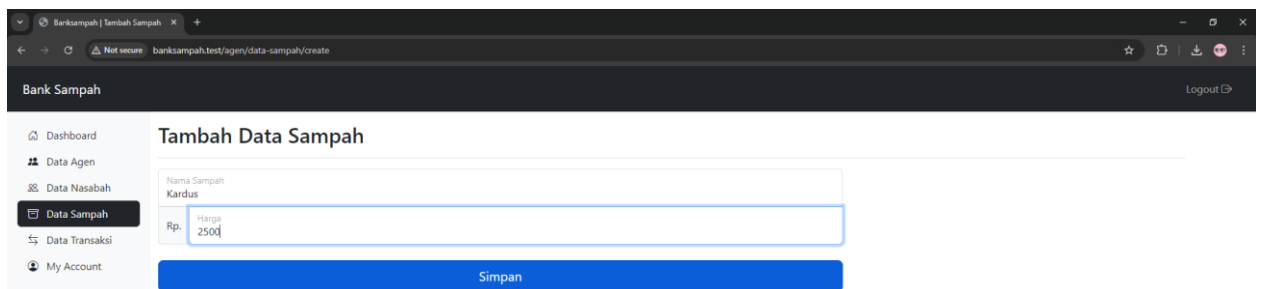 Banksampah | Tambah Sampah
Not secure banksampah.test/agen/data-sampah/create
Bank Sampah
Logout
Dashboard
Data Agen
Data Nasabah
Data Sampah
Data Transaksi
My Account
Tambah Data Sampah
Nama Sampah
Kardus
Rp.
Harga
2500
Simpan